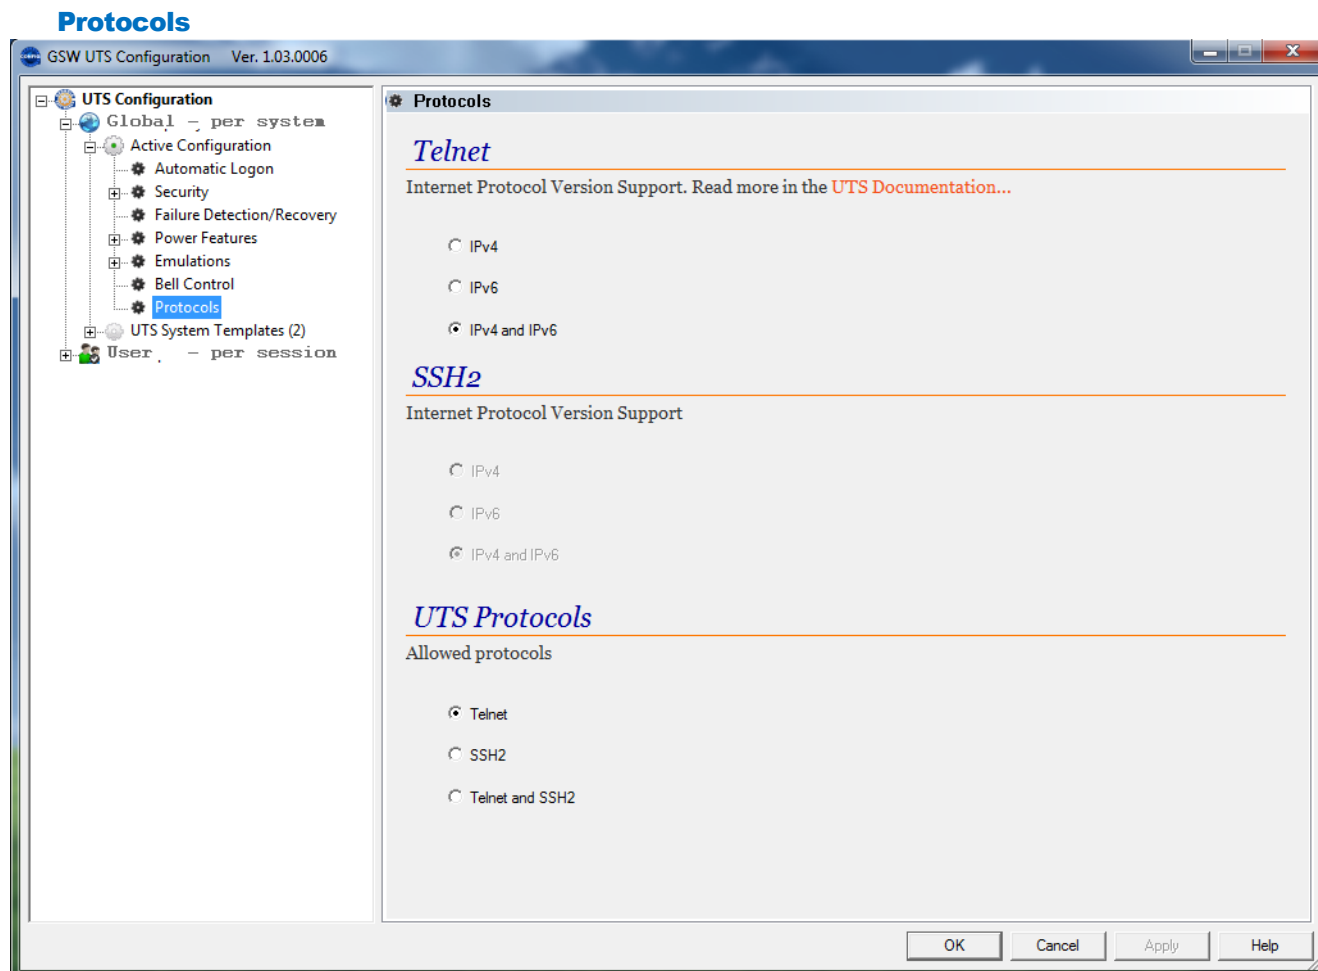 Protocols
GSW UTS Configuration Ver. 1.03.0006
UTS Configuration
Global - per system
Active Configuration
Automatic Logon
Security
Failure Detection/Recovery
Power Features
Emulations
Bell Control
Protocols
UTS System Templates (2)
User - per session
Protocols
Telnet
Internet Protocol Version Support. Read more in the UTS Documentation...
IPv4
IPv6
IPv4 and IPv6
SSH2
Internet Protocol Version Support
IPv4
IPv6
IPv4 and IPv6
UTS Protocols
Allowed protocols
Telnet
SSH2
Telnet and SSH2
OK Cancel Apply Help